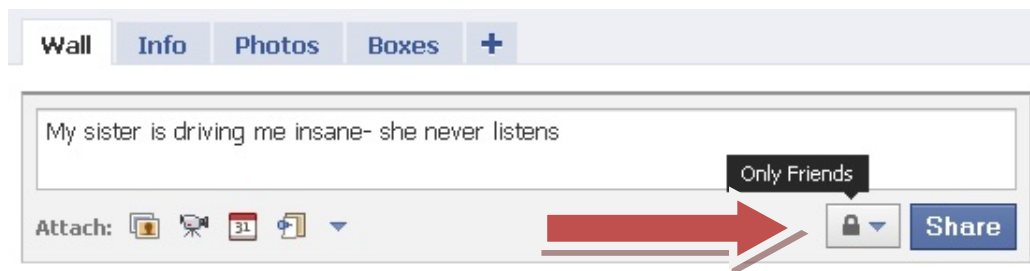 Wall Info Photos Boxes +
My sister is driving me insane- she never listens
Only Friends
Attach: 31 Share